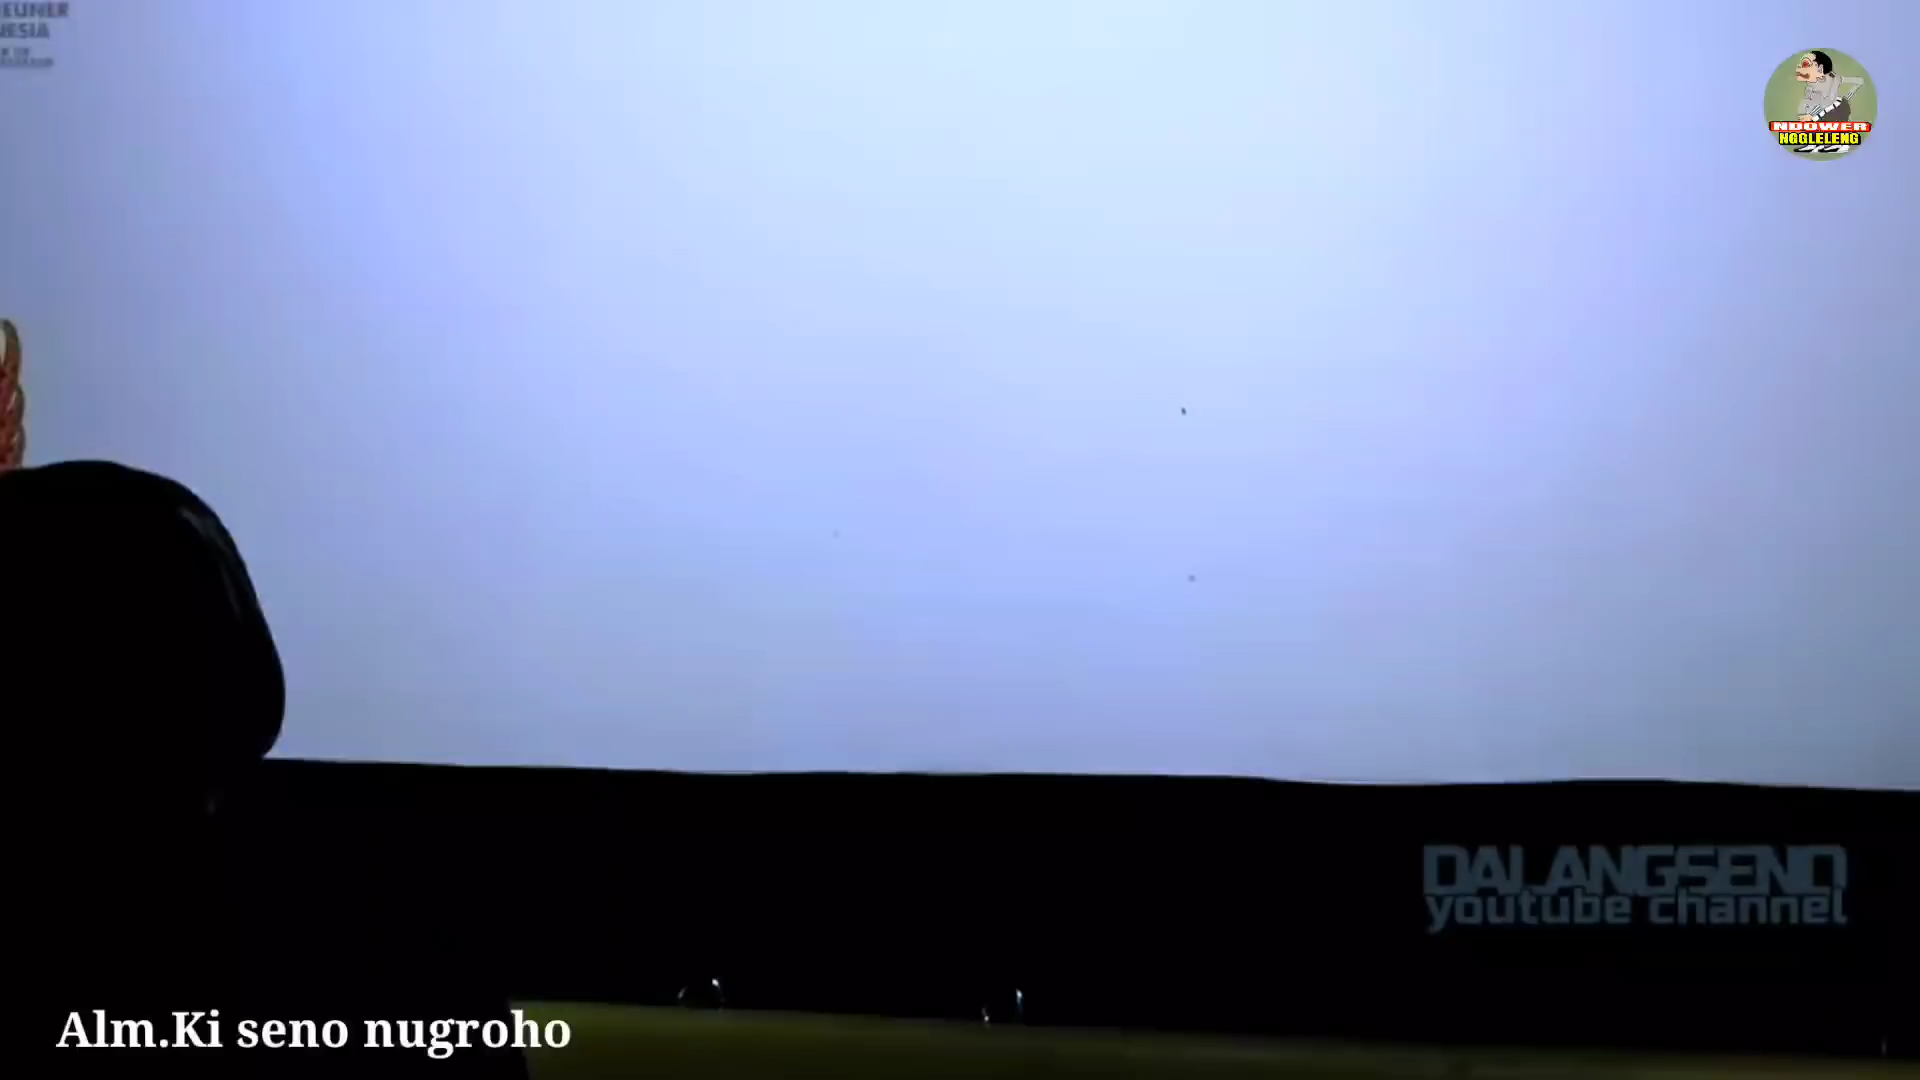 NDOWER
NGGLELENG
DALANGSENO
youtube channel
Alm.Ki seno nugroho